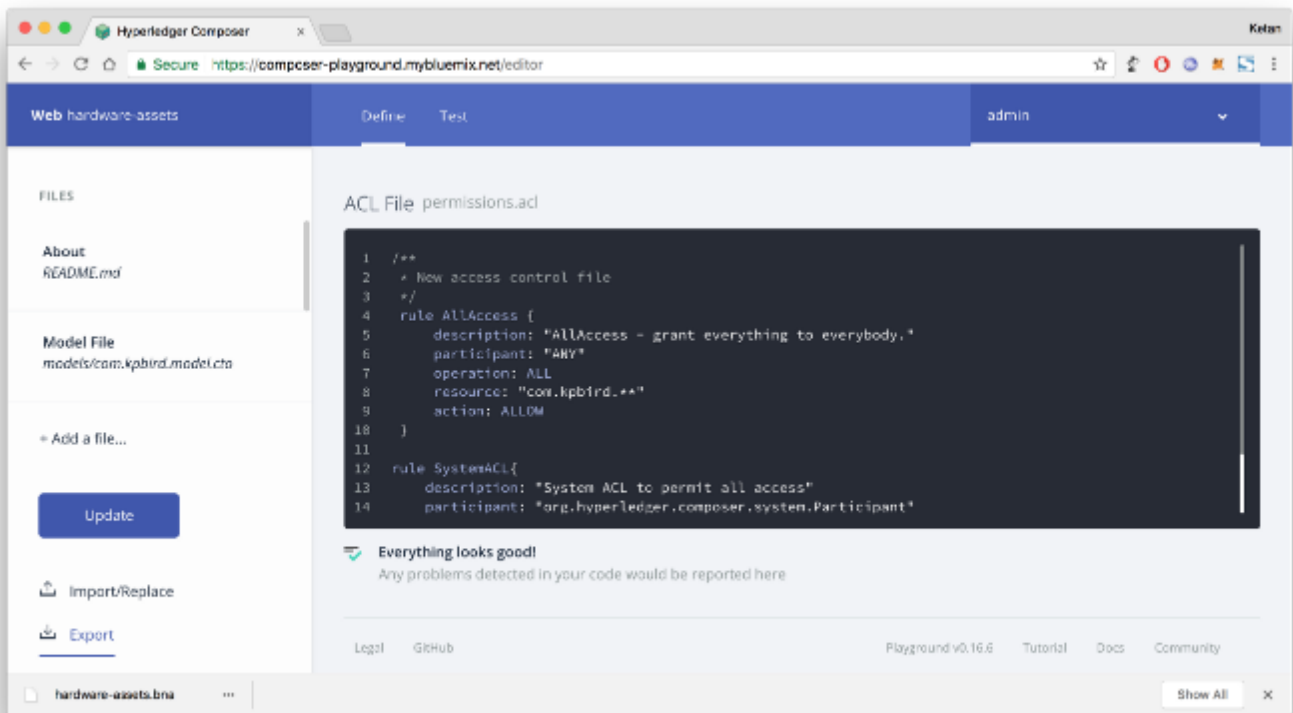 Hyperledger Composer
Ketan
Secure https://composer-playground.mybluemix.net/editor
Web hardware-assets
Define Test
admin
FILES
About
README.md
Model File
models/com.kpbird.model.cto
+ Add a file...
Update
Import/Replace
Export
ACL File permissions.acl
1 /**
2 * New access control file
3 */
4 rule AllAccess {
5 description: "AllAccess - grant everything to everybody."
6 participant: "ANY"
7 operation: ALL
8 resource: "com.kpbird.**"
9 action: ALLOW
10 }
11
12 rule SystemACL{
13 description: "System ACL to permit all access"
14 participant: "org.hyperledger.composer.system.Participant"
Everything looks good!
Any problems detected in your code would be reported here
Legal GitHub Playground v0.16.6 Tutorial Docs Community
hardware-assets.bna ... Show All